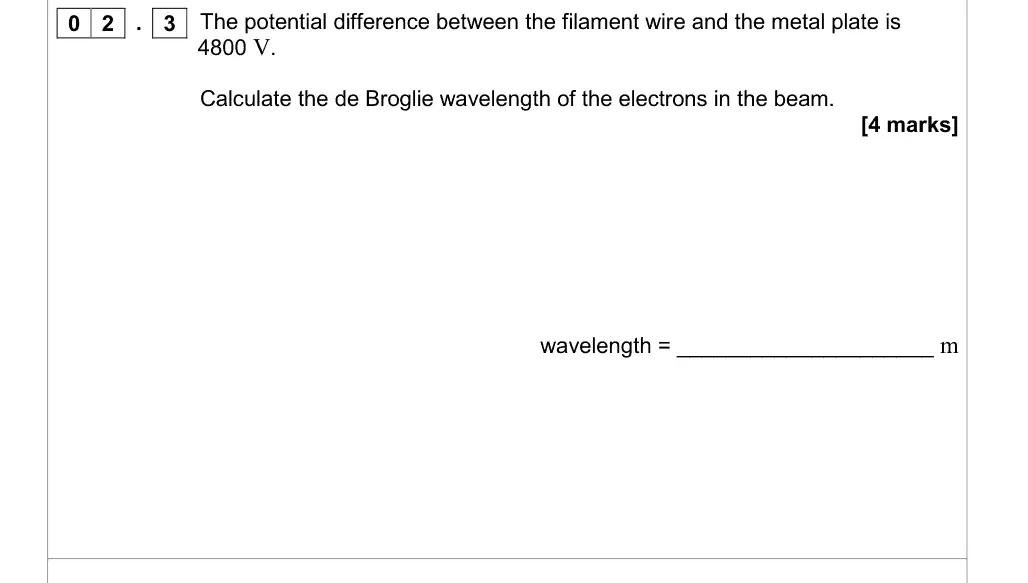 0 2 . 3 The potential difference between the filament wire and the metal plate is
4800 V.
Calculate the de Broglie wavelength of the electrons in the beam.
[4 marks]
wavelength = _____________________ m